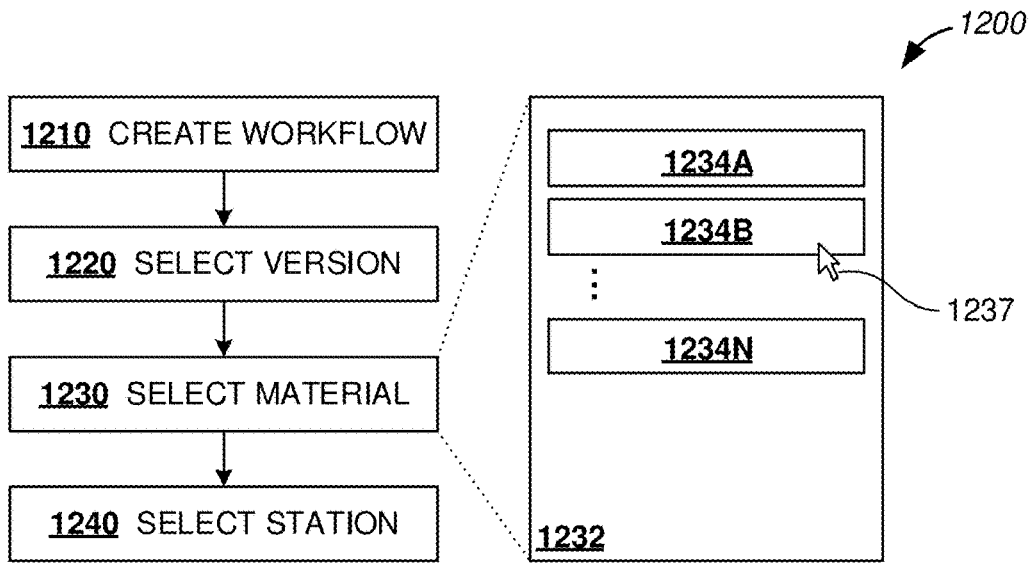 1200
1210 CREATE WORKFLOW
1220 SELECT VERSION
1230 SELECT MATERIAL
1240 SELECT STATION
1234A
1234B
1237
1234N
1232